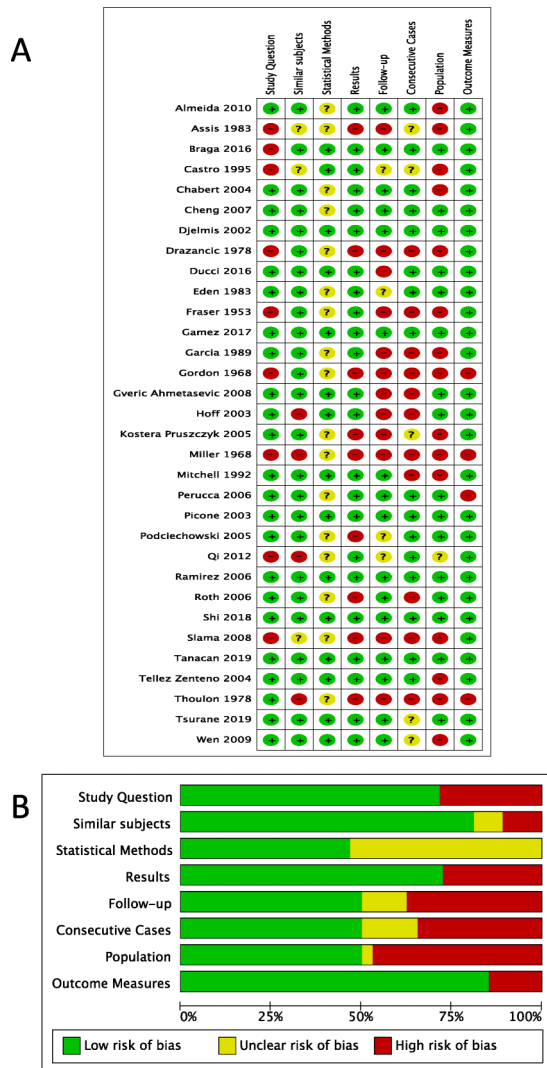 A
Study Question
Similar subjects
Statistical Methods
Results
Follow-up
Consecutive Cases
Population
Outcome Measures
Almeida 2010 + + ? + + + - +
Assis 1983 - ? ? - - ? - +
Braga 2016 - + + + + + + +
Castro 1995 - ? + + ? ? - +
Chabert 2004 + + ? + + + - +
Cheng 2007 + + ? + + + + +
Djelmis 2002 + + + + + + + +
Drazancic 1978 - + ? - - - - +
Ducci 2016 + + + + - + + +
Eden 1983 + + ? + ? + + +
Fraser 1953 - + ? + - - - +
Gamez 2017 + + + + + + + +
Garcia 1989 + + ? + - - - +
Gordon 1968 - + ? - - - - -
Gveric Ahmetasevic 2008 + + + + - - + +
Hoff 2003 + - + + - - + +
Kostera Pruszczyk 2005 + + ? - - ? - +
Miller 1968 - - ? - - - - -
Mitchell 1992 + + + + + - - +
Perucca 2006 + + ? + + + + -
Picone 2003 + + + + + + + +
Podciechowski 2005 + + ? - ? + + +
Qi 2012 - - ? + ? + ? +
Ramirez 2006 + + + + + + + +
Roth 2006 + + ? - + - + +
Shi 2018 + + + + + + + +
Slama 2008 - ? ? - - - - +
Tanacan 2019 + + + + + + + +
Tellez Zenteno 2004 + + + + + + - +
Thoulon 1978 + - ? - - - - -
Tsurane 2019 + + + + + ? + +
Wen 2009 + + + + + ? - +
B
Study Question
Similar subjects
Statistical Methods
Results
Follow-up
Consecutive Cases
Population
Outcome Measures
0% 25% 50% 75% 100%
Low risk of bias Unclear risk of bias High risk of bias